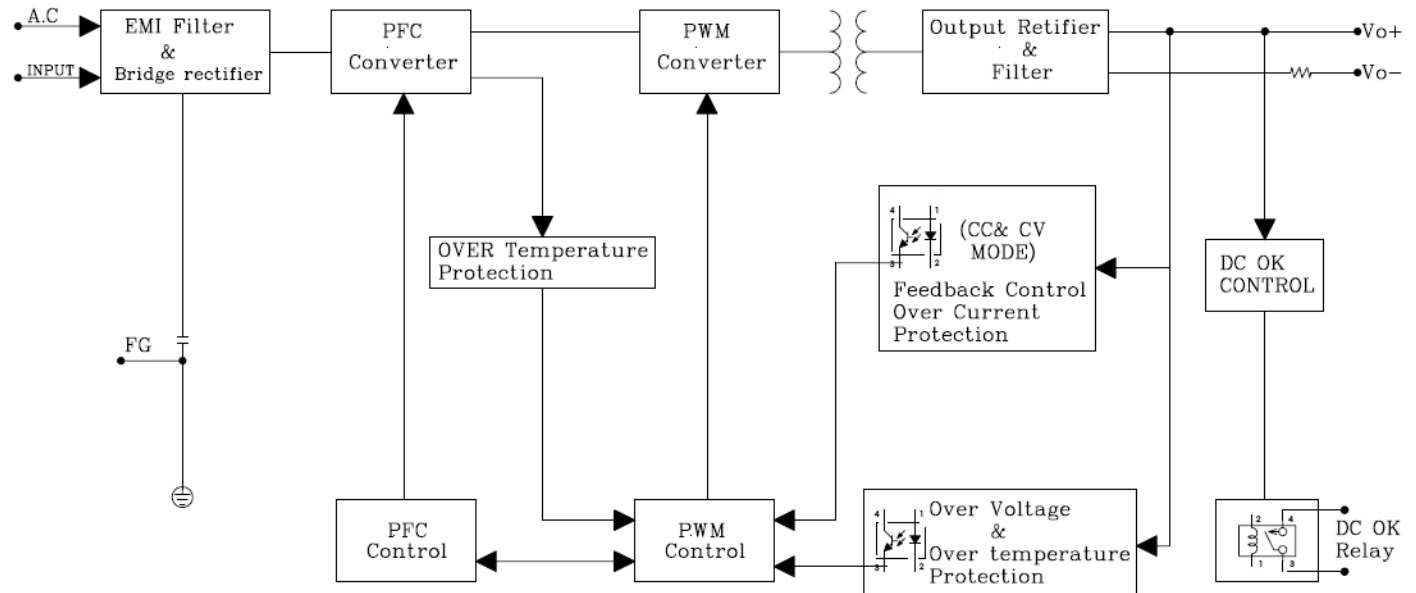 A.C
INPUT
EMI Filter
&
Bridge rectifier
PFC
Converter
PWM
Converter
Output Retifier
&
Filter
Vo+
Vo-
OVER Temperature
Protection
4
1
3
2
(CC& CV
MODE)
Feedback Control
Over Current
Protection
DC OK
CONTROL
FG
PFC
Control
PWM
Control
4
1
3
2
Over Voltage
&
Over temperature
Protection
2
4
1
3
DC OK
Relay